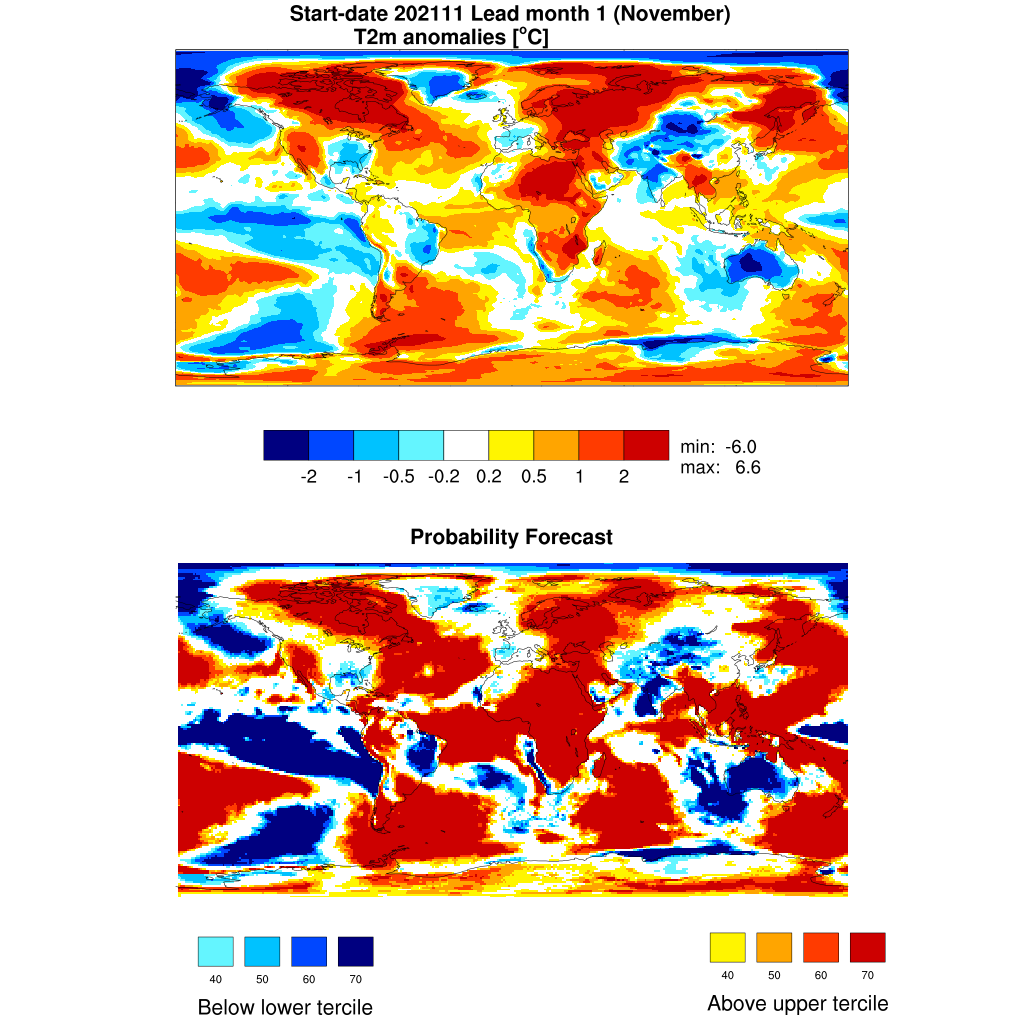 Start-date 202111 Lead month 1 (November)
T2m anomalies [°C]
min: -6.0
-2 -1 -0.5 -0.2 0.2 0.5 1 2
max: 6.6
Probability Forecast
40 50 60 70
Below lower tercile
40 50 60 70
Above upper tercile